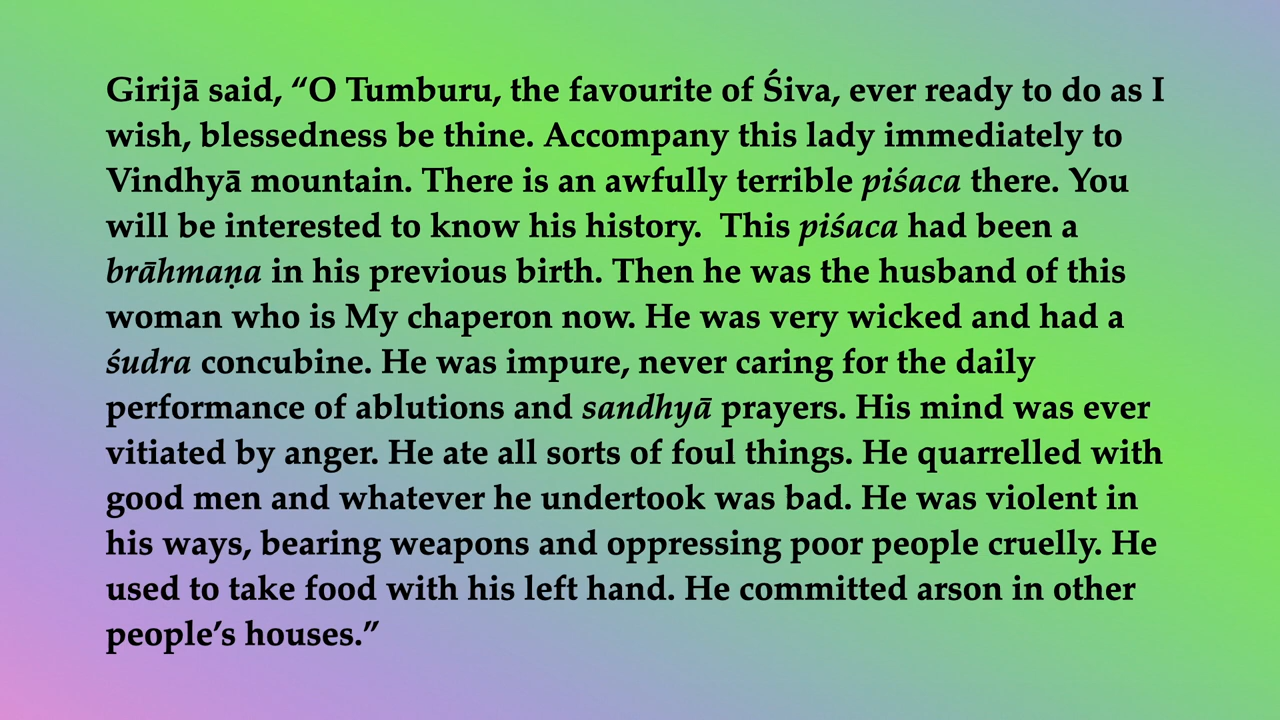 Girijā said, “O Tumburu, the favourite of Śiva, ever ready to do as I
wish, blessedness be thine. Accompany this lady immediately to
Vindhyā mountain. There is an awfully terrible piśaca there. You
will be interested to know his history.  This piśaca had been a
brāhmaṇa in his previous birth. Then he was the husband of this
woman who is My chaperon now. He was very wicked and had a
śudra concubine. He was impure, never caring for the daily
performance of ablutions and sandhyā prayers. His mind was ever
vitiated by anger. He ate all sorts of foul things. He quarrelled with
good men and whatever he undertook was bad. He was violent in
his ways, bearing weapons and oppressing poor people cruelly. He
used to take food with his left hand. He committed arson in other
people’s houses.”